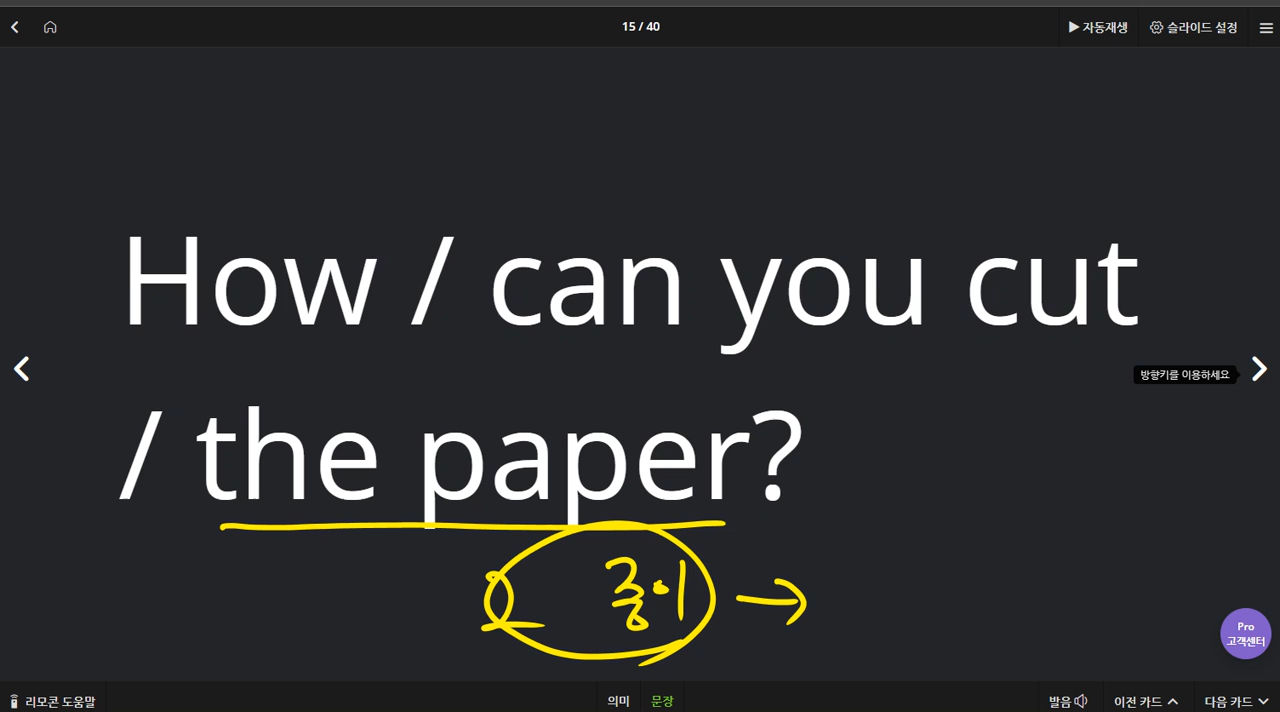 15 / 40
자동재생
슬라이드 설정
How / can you cut
/ the paper?
방향키를 이용하세요
종이
Pro
고객센터
리모콘 도움말
의미
문장
발음
이전 카드
다음 카드